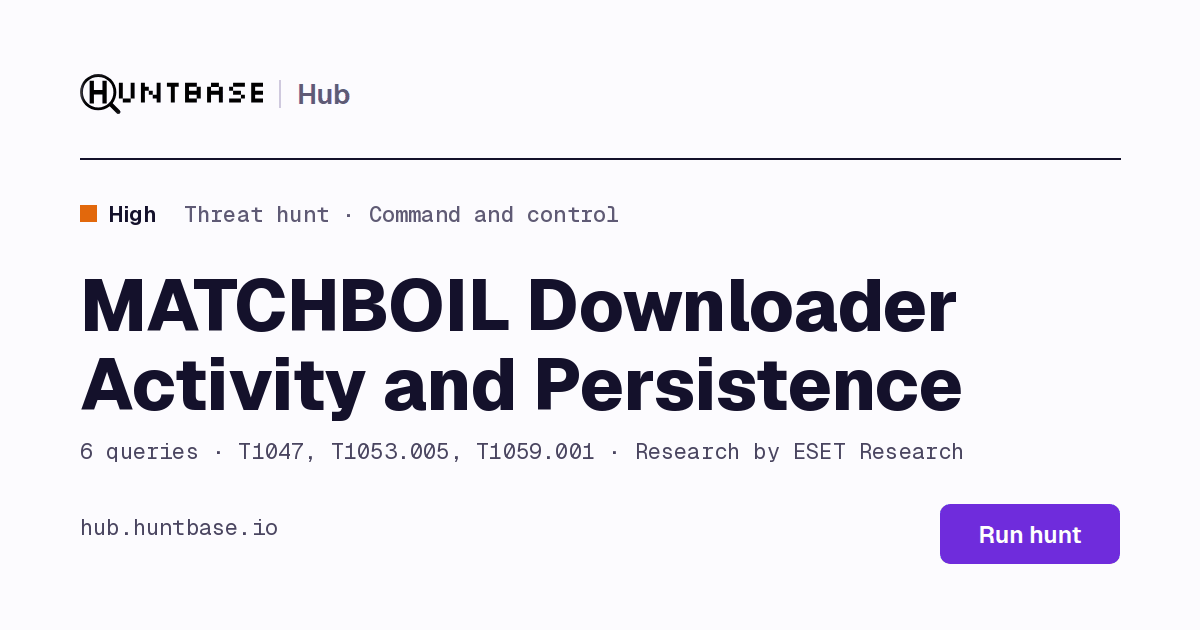 HUNTBASE Hub
High Threat hunt · Command and control
MATCHBOIL Downloader
Activity and Persistence
6 queries · T1047, T1053.005, T1059.001 · Research by ESET Research
hub.huntbase.io
Run hunt